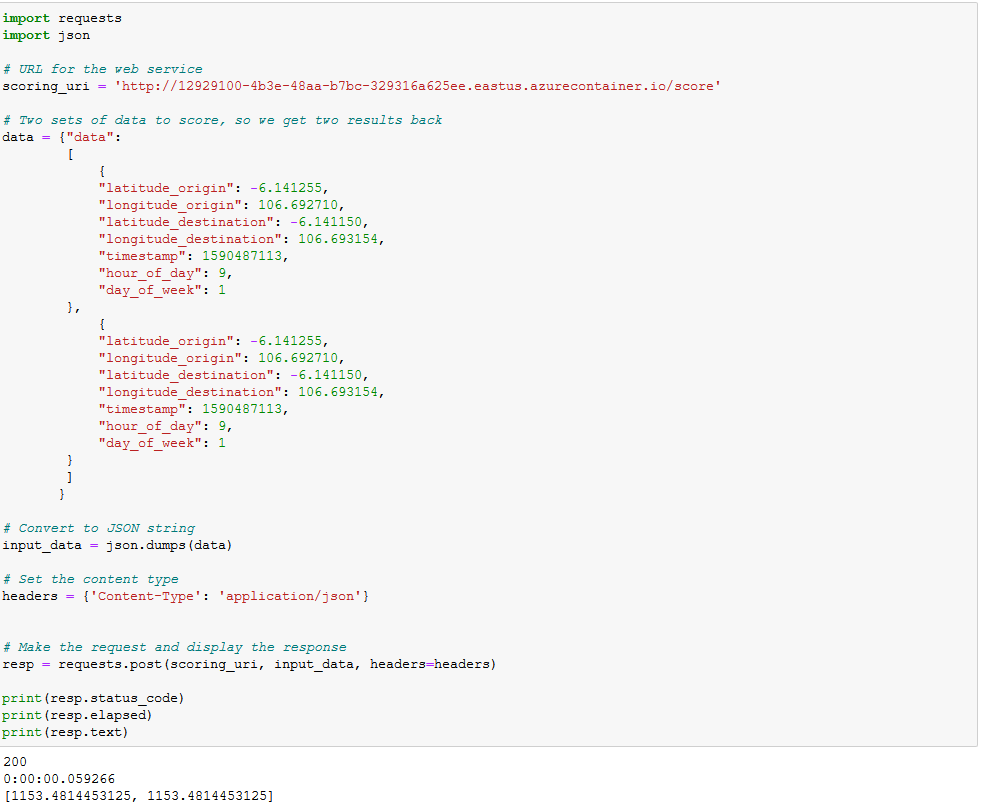 import requests
import json
# URL for the web service
scoring_uri = 'http://12929100-4b3e-48aa-b7bc-329316a625ee.eastus.azurecontainer.io/score'
# Two sets of data to score, so we get two results back
data = {"data":
        [
            {
            "latitude_origin": -6.141255,
            "longitude_origin": 106.692710,
            "latitude_destination": -6.141150,
            "longitude_destination": 106.693154,
            "timestamp": 1590487113,
            "hour_of_day": 9,
            "day_of_week": 1
        },
            {
            "latitude_origin": -6.141255,
            "longitude_origin": 106.692710,
            "latitude_destination": -6.141150,
            "longitude_destination": 106.693154,
            "timestamp": 1590487113,
            "hour_of_day": 9,
            "day_of_week": 1
        }
        ]
       }
# Convert to JSON string
input_data = json.dumps(data)
# Set the content type
headers = {'Content-Type': 'application/json'}
# Make the request and display the response
resp = requests.post(scoring_uri, input_data, headers=headers)
print(resp.status_code)
print(resp.elapsed)
print(resp.text)
200
0:00:00.059266
[1153.4814453125, 1153.4814453125]